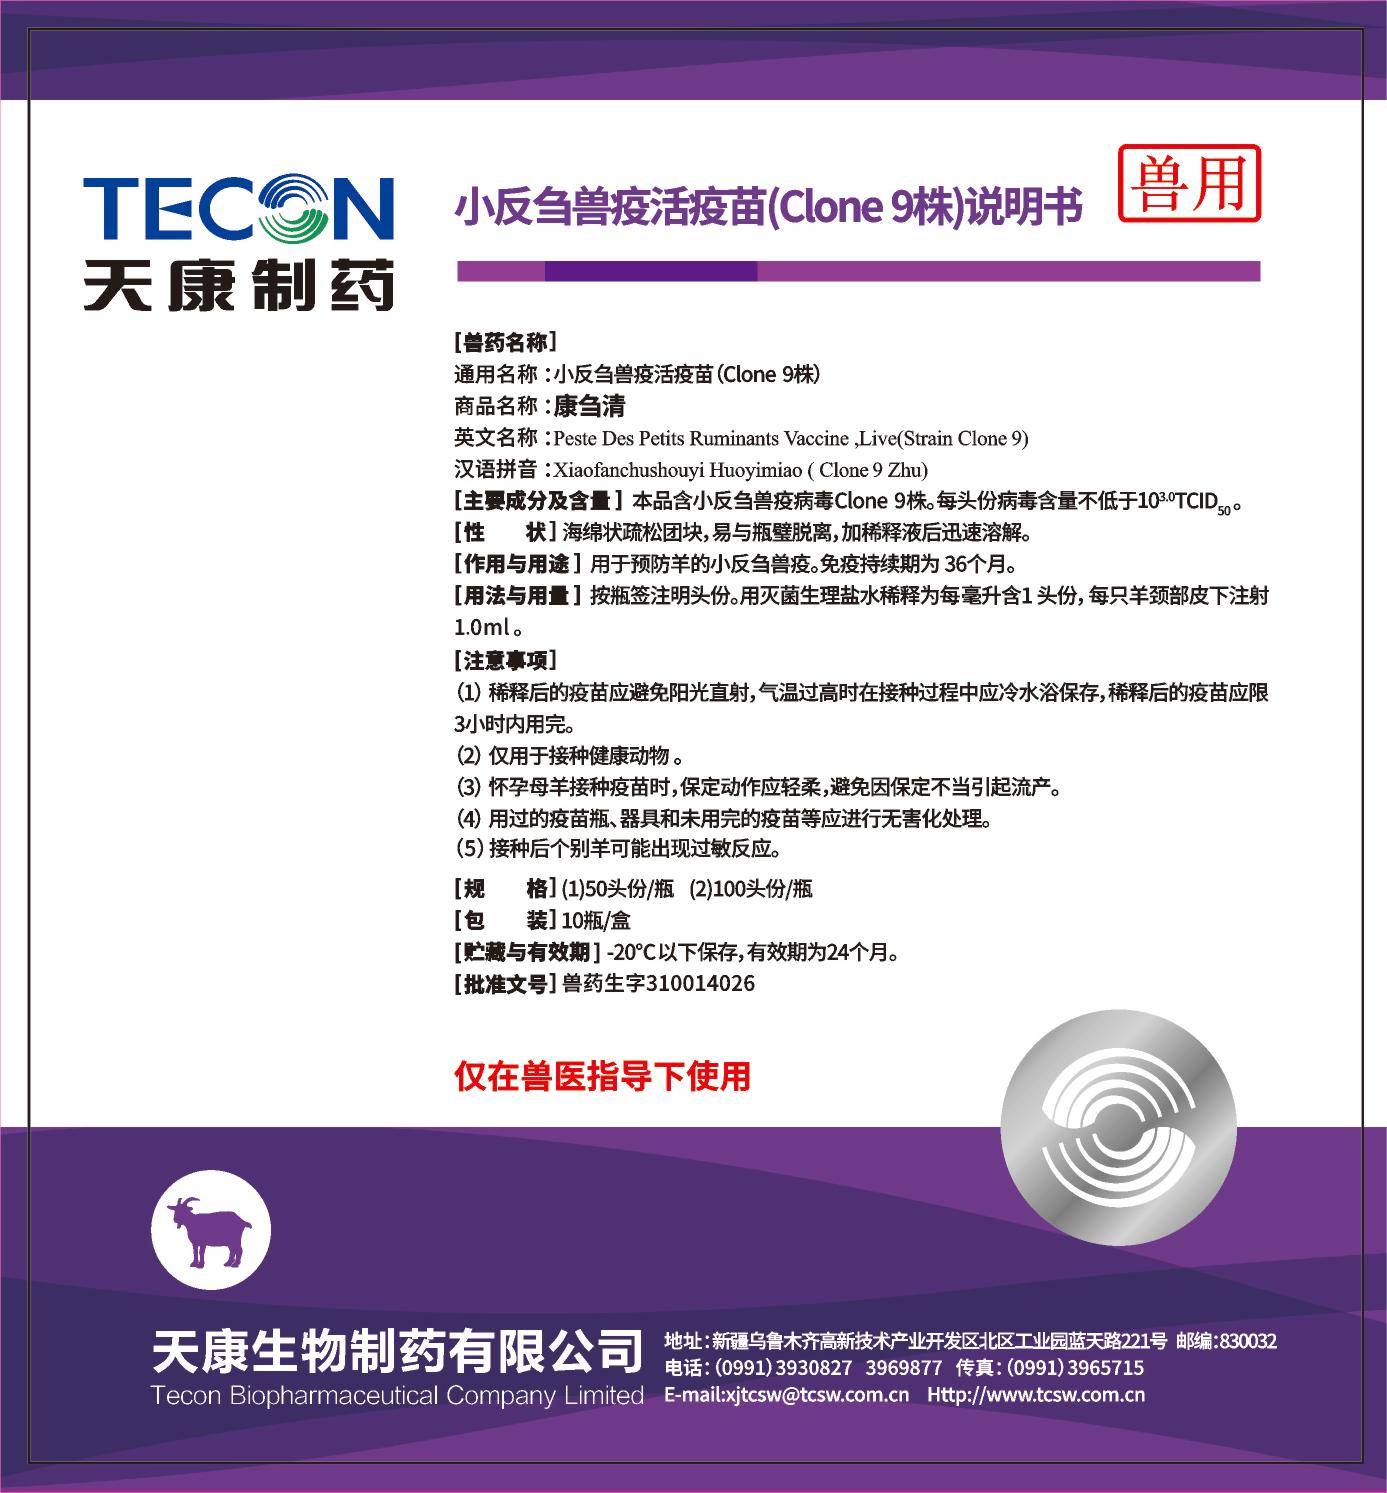 TECON
天康制药
小反刍兽疫活疫苗(Clone 9株)说明书
兽用
[兽药名称]
通用名称：小反刍兽疫活疫苗(Clone 9株)
商品名称：康刍清
英文名称：Peste Des Petits Ruminants Vaccine ,Live(Strain Clone 9)
汉语拼音：Xiaofanchushouyi Huoyimiao ( Clone 9 Zhu)
[主要成分及含量] 本品含小反刍兽疫病毒Clone 9株。每头份病毒含量不低于10³·⁰TCID₅₀。
[性 状] 海绵状疏松团块，易与瓶璧脱离，加稀释液后迅速溶解。
[作用与用途] 用于预防羊的小反刍兽疫。免疫持续期为 36个月。
[用法与用量] 按瓶签注明头份。用灭菌生理盐水稀释为每毫升含1 头份，每只羊颈部皮下注射
1.0ml。
[注意事项]
(1) 稀释后的疫苗应避免阳光直射，气温过高时在接种过程中应冷水浴保存，稀释后的疫苗应限
3小时内用完。
(2) 仅用于接种健康动物。
(3) 怀孕母羊接种疫苗时，保定动作应轻柔，避免因保定不当引起流产。
(4) 用过的疫苗瓶、器具和未用完的疫苗等应进行无害化处理。
(5) 接种后个别羊可能出现过敏反应。
[规 格] (1)50头份/瓶 (2)100头份/瓶
[包 装] 10瓶/盒
[贮藏与有效期] -20℃以下保存，有效期为24个月。
[批准文号] 兽药生字310014026
仅在兽医指导下使用
天康生物制药有限公司
Tecon Biopharmaceutical Company Limited
地址：新疆乌鲁木齐高新技术产业开发区北区工业园蓝天路221号 邮编：830032
电话：(0991) 3930827 3969877 传真：(0991) 3965715
E-mail:xjtcsw@tcsw.com.cn Http://www.tcsw.com.cn